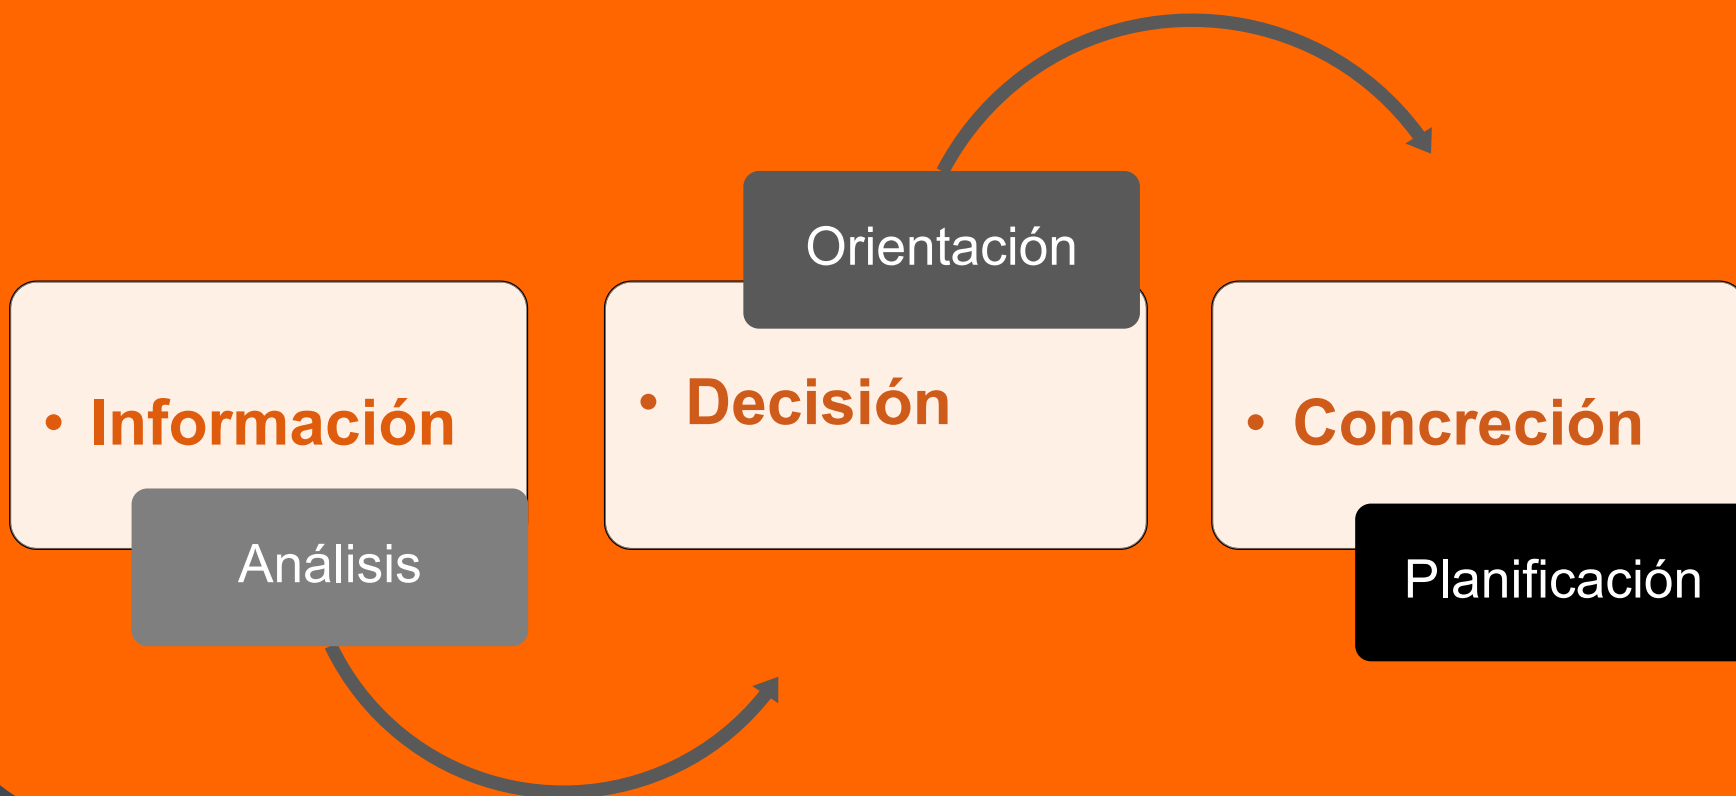 • Información
Análisis
Orientación
• Decisión
• Concreción
Planificación